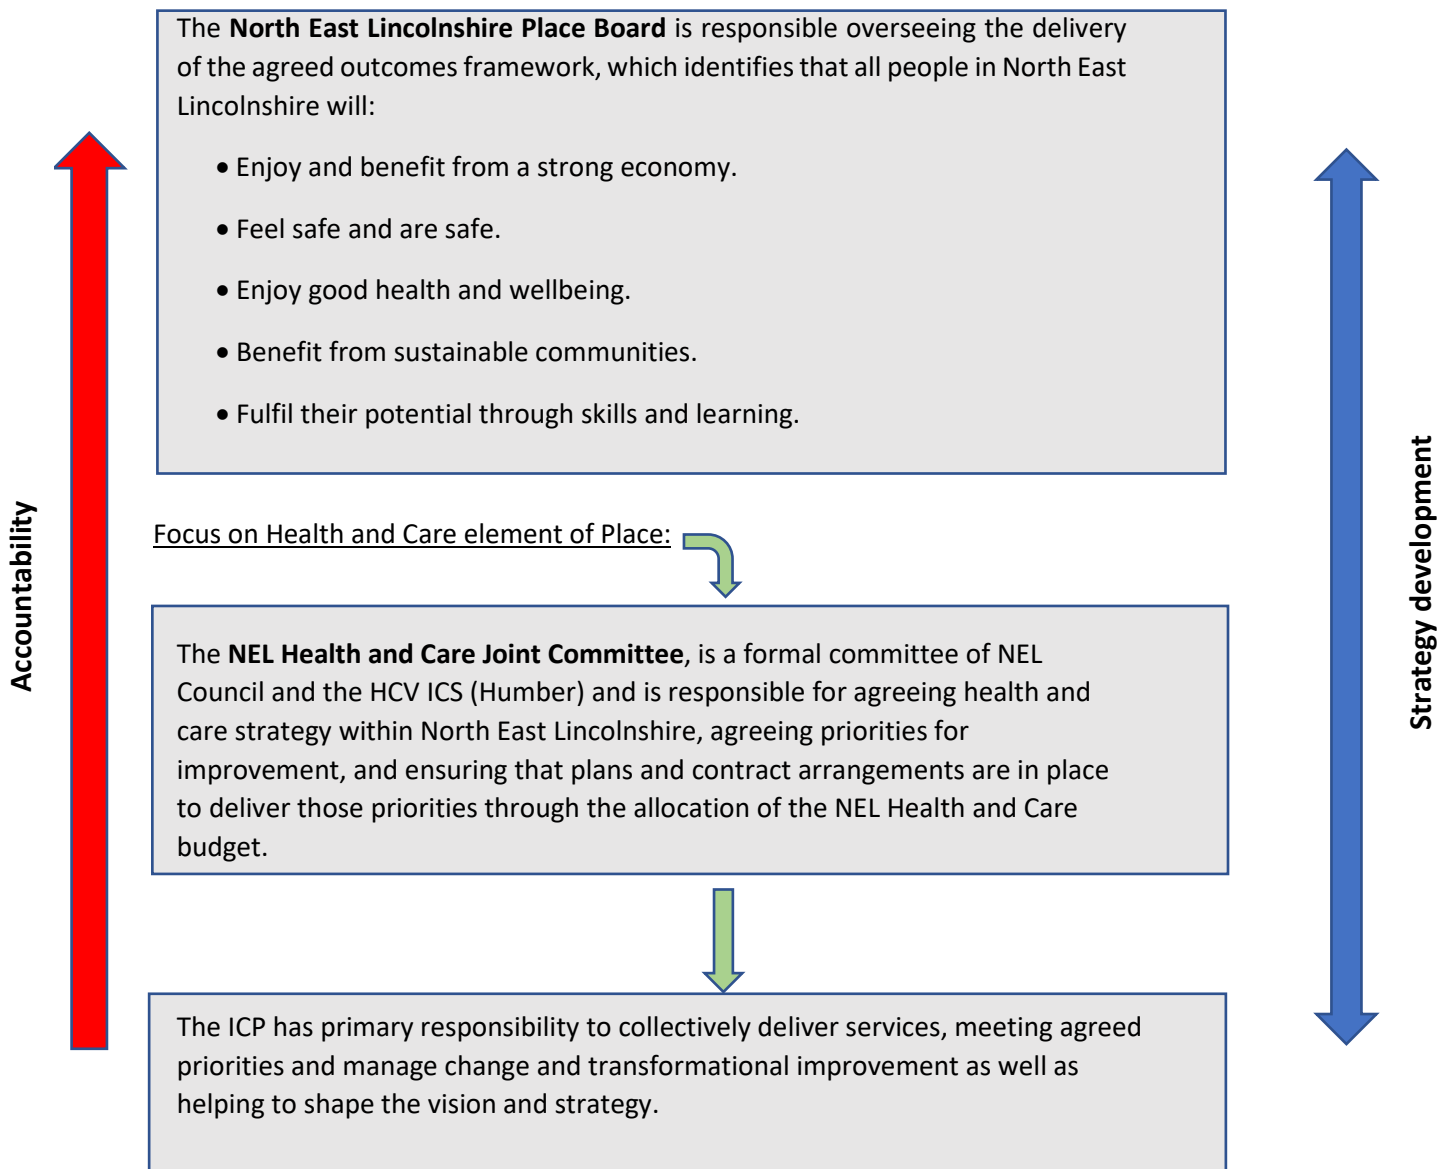 The North East Lincolnshire Place Board is responsible overseeing the delivery
of the agreed outcomes framework, which identifies that all people in North East
Lincolnshire will:
• Enjoy and benefit from a strong economy.
• Feel safe and are safe.
• Enjoy good health and wellbeing.
• Benefit from sustainable communities.
• Fulfil their potential through skills and learning.
Accountability
Strategy development
Focus on Health and Care element of Place:
The NEL Health and Care Joint Committee, is a formal committee of NEL
Council and the HCV ICS (Humber) and is responsible for agreeing health and
care strategy within North East Lincolnshire, agreeing priorities for
improvement, and ensuring that plans and contract arrangements are in place
to deliver those priorities through the allocation of the NEL Health and Care
budget.
The ICP has primary responsibility to collectively deliver services, meeting agreed
priorities and manage change and transformational improvement as well as
helping to shape the vision and strategy.